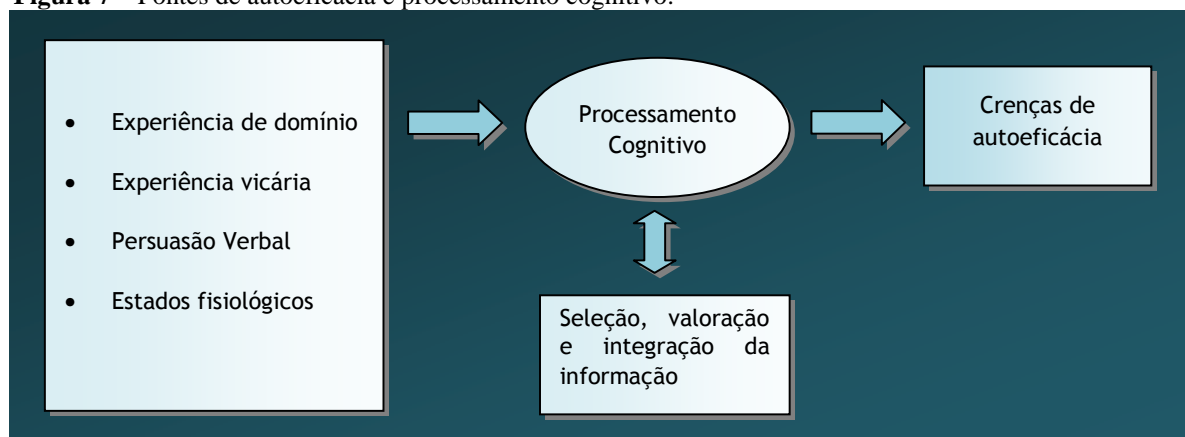 Figura 7 – Fontes de autoeficácia e processamento cognitivo.
• Experiência de domínio
• Experiência vicária
• Persuasão Verbal
• Estados fisiológicos
Processamento
Cognitivo
Crenças de
autoeficácia
Seleção, valoração
e integração da
informação